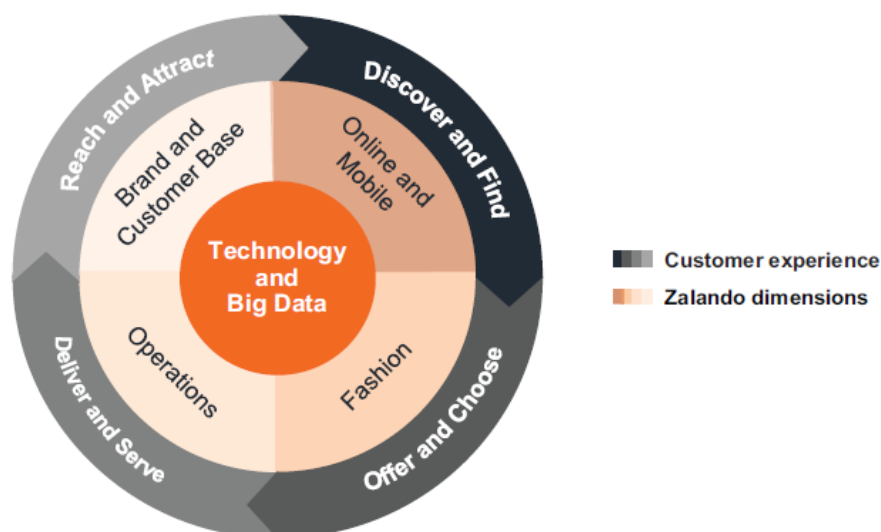 Reach and Attract
Discover and Find
Brand and
Customer Base
Online and
Mobile
Technology
and
Big Data
Customer experience
Zalando dimensions
Operations
Fashion
Deliver and Serve
Offer and Choose